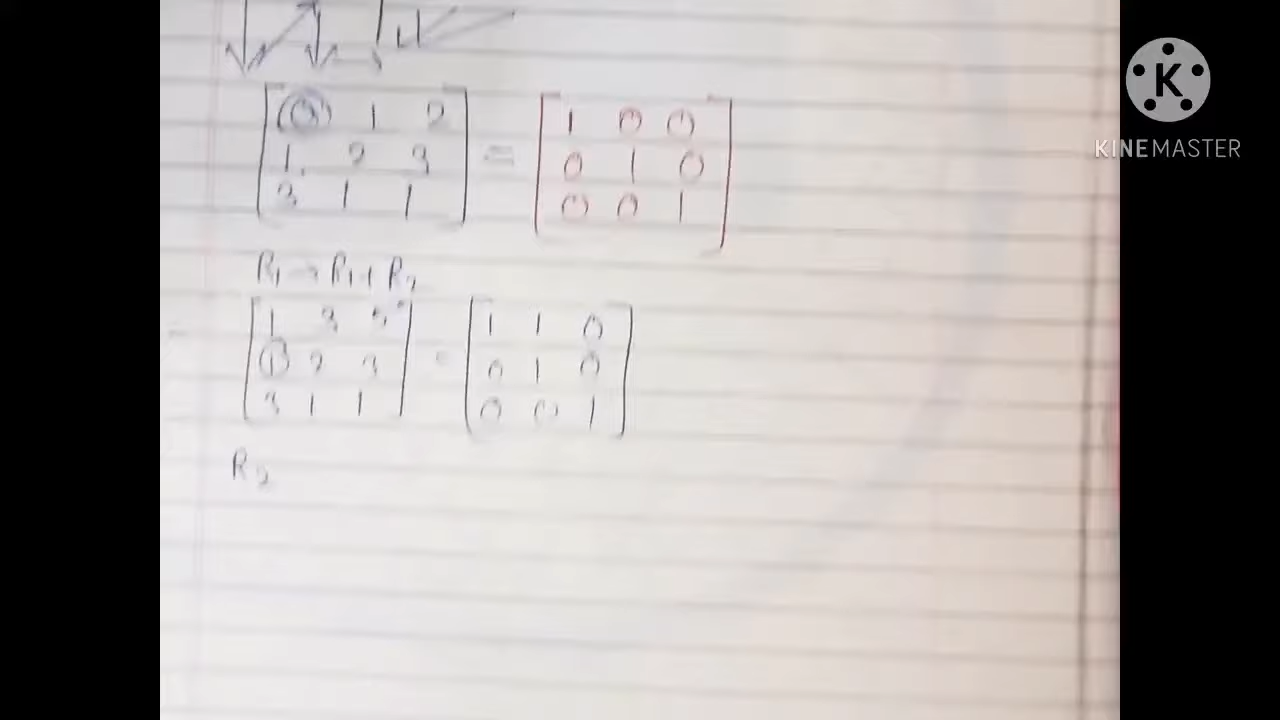 K
KINEMASTER
[0 1 2] = [1 0 0]
[1 2 3] [0 1 0]
[3 1 1] [0 0 1]
R₁ → R₁ + R₂
= [1 3 5] = [1 1 0]
[1 2 3] [0 1 0]
[3 1 1] [0 0 1]
R₂